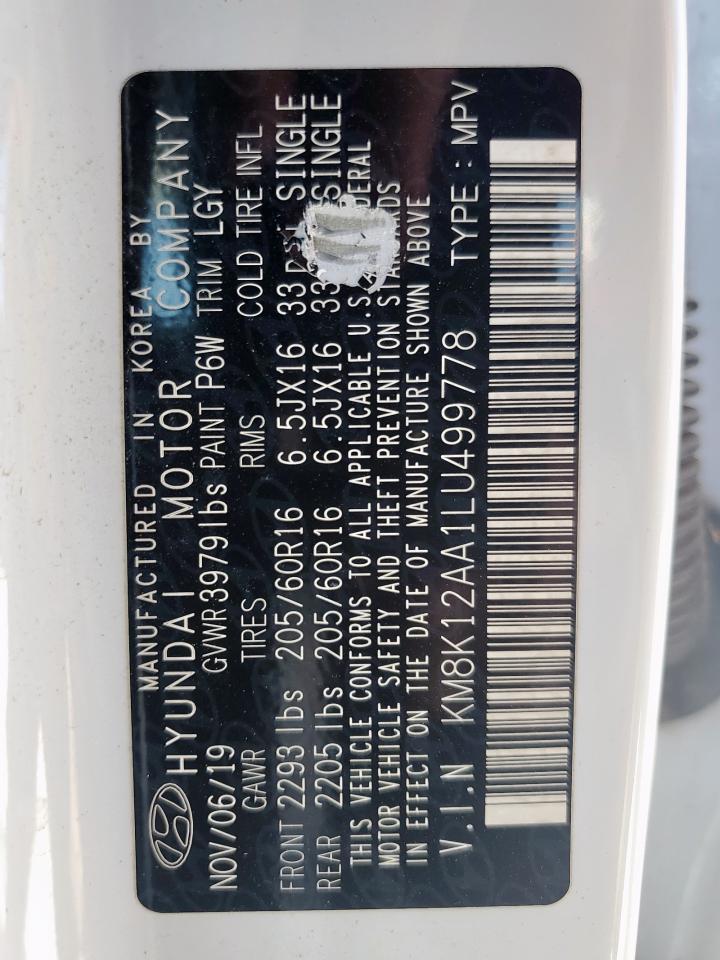 MANUFACTURED IN KOREA BY
HYUNDAI MOTOR COMPANY
NOV/06/19 GVWR 3979 lbs PAINT P6W TRIM LGY
GAWR TIRES RIMS COLD TIRE INFL
FRONT 2293 lbs 205/60R16 6.5JX16 33 SINGLE
REAR 2205 lbs 205/60R16 6.5JX16 33 SINGLE
THIS VEHICLE CONFORMS TO ALL APPLICABLE U.S.
MOTOR VEHICLE SAFETY AND THEFT PREVENTION
IN EFFECT ON THE DATE OF MANUFACTURE SHOWN ABOVE
V.I.N KM8K12AA1LU499778 TYPE : MPV